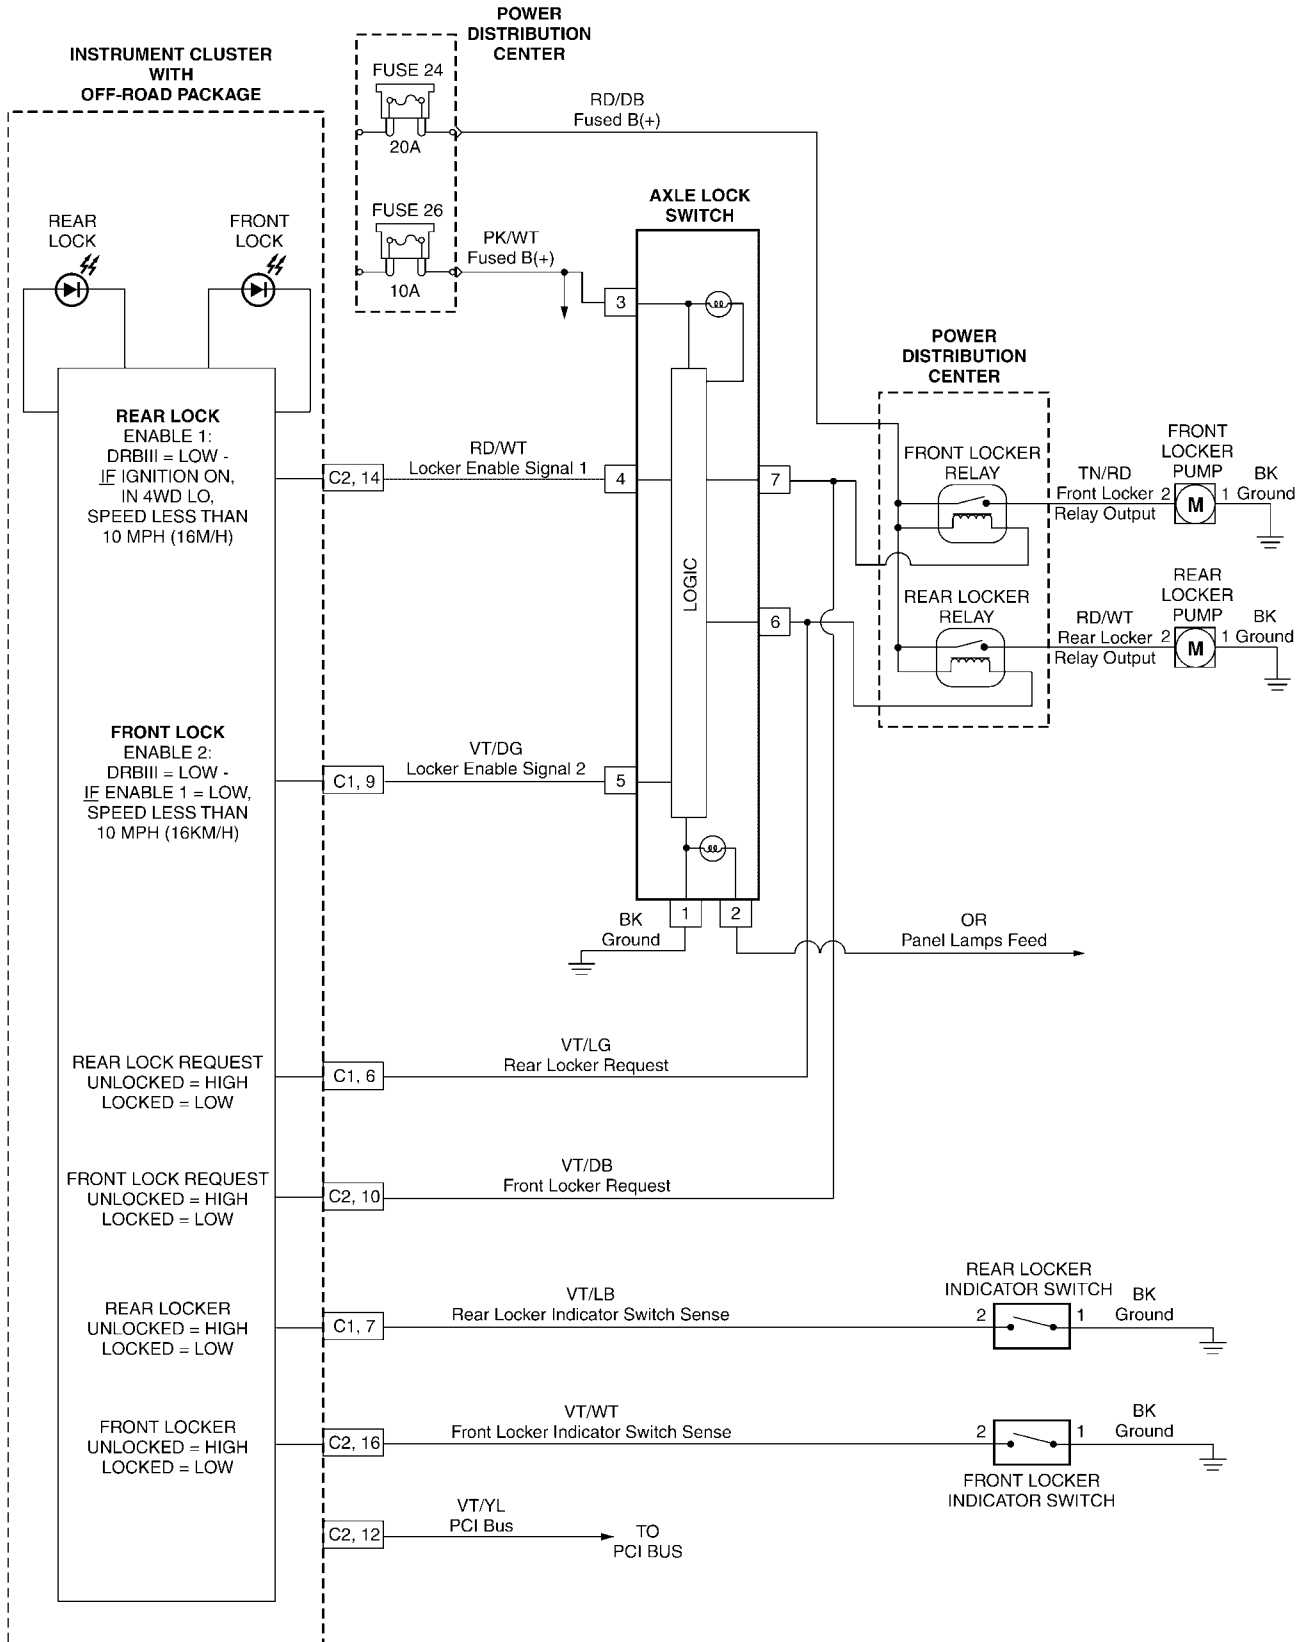 POWER
DISTRIBUTION
CENTER
INSTRUMENT CLUSTER
WITH
OFF-ROAD PACKAGE
FUSE 24
20A
RD/DB
Fused B(+)
FUSE 26
10A
PK/WT
Fused B(+)
AXLE LOCK
SWITCH
REAR
LOCK
FRONT
LOCK
3
POWER
DISTRIBUTION
CENTER
REAR LOCK
ENABLE 1:
DRBIII = LOW -
IF IGNITION ON,
IN 4WD LO,
SPEED LESS THAN
10 MPH (16M/H)
C2, 14
RD/WT
Locker Enable Signal 1
4
7
LOGIC
6
FRONT LOCKER
RELAY
TN/RD
Front Locker
Relay Output
FRONT
LOCKER
PUMP
2
M
1
BK
Ground
REAR LOCKER
RELAY
RD/WT
Rear Locker
Relay Output
REAR
LOCKER
PUMP
2
M
1
BK
Ground
FRONT LOCK
ENABLE 2:
DRBIII = LOW -
IF ENABLE 1 = LOW,
SPEED LESS THAN
10 MPH (16KM/H)
C1, 9
VT/DG
Locker Enable Signal 2
5
1
2
BK
Ground
OR
Panel Lamps Feed
REAR LOCK REQUEST
UNLOCKED = HIGH
LOCKED = LOW
C1, 6
VT/LG
Rear Locker Request
FRONT LOCK REQUEST
UNLOCKED = HIGH
LOCKED = LOW
C2, 10
VT/DB
Front Locker Request
REAR LOCKER
UNLOCKED = HIGH
LOCKED = LOW
C1, 7
VT/LB
Rear Locker Indicator Switch Sense
REAR LOCKER
INDICATOR SWITCH
2
1
BK
Ground
FRONT LOCKER
UNLOCKED = HIGH
LOCKED = LOW
C2, 16
VT/WT
Front Locker Indicator Switch Sense
2
1
BK
Ground
FRONT LOCKER
INDICATOR SWITCH
C2, 12
VT/YL
PCI Bus
TO
PCI BUS